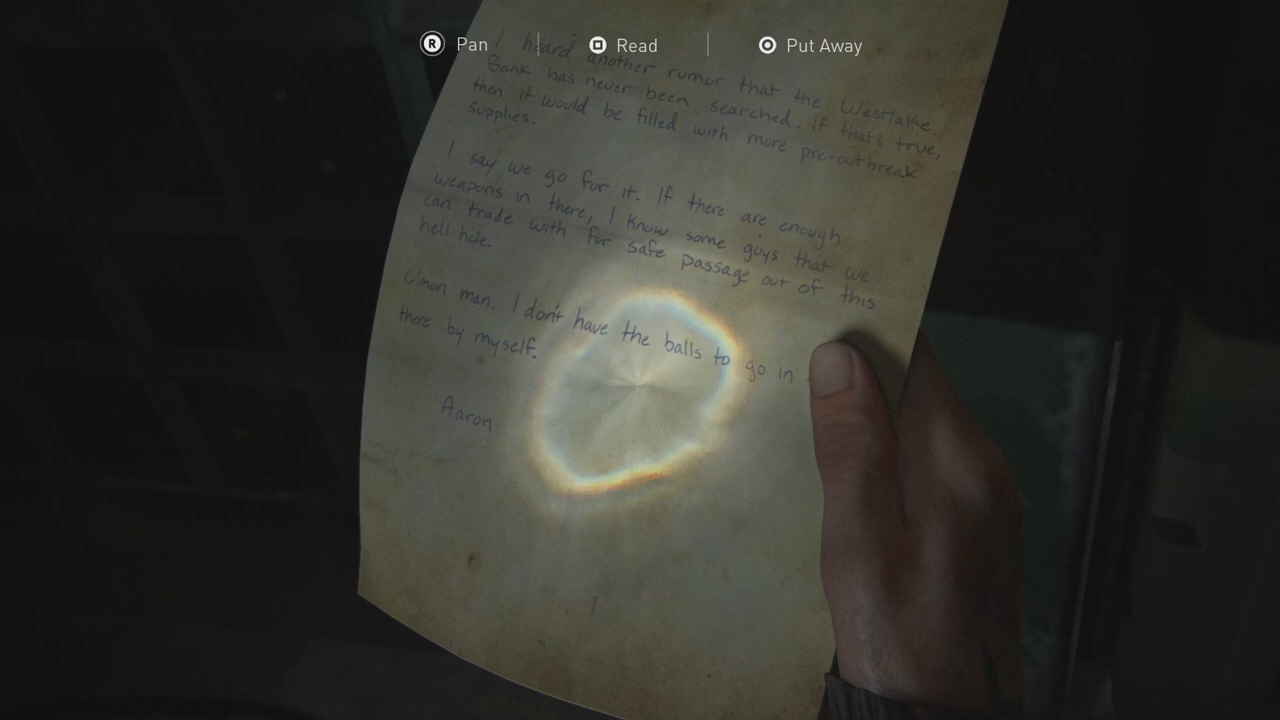 R Pan Read Put Away
I heard another rumor that the Westlake
Bank has never been searched. If that's true,
then it would be filled with more pre-outbreak
supplies.
I say we go for it. If there are enough
weapons in there, I know some guys that we
can trade with for safe passage out of this
hell hole.
C'mon man. I don't have the balls to go in
there by myself.
Aaron